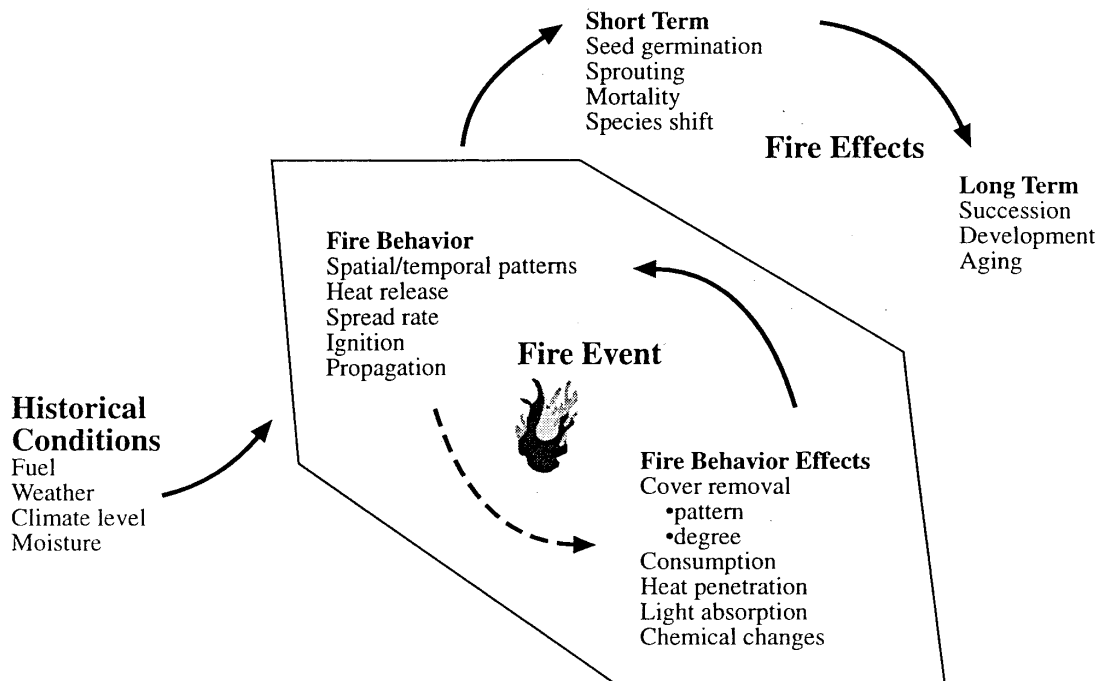 Short Term
Seed germination
Sprouting
Mortality
Species shift
Fire Effects
Long Term
Succession
Development
Aging
Fire Behavior
Spatial/temporal patterns
Heat release
Spread rate
Ignition
Propagation
Fire Event
Historical
Conditions
Fuel
Weather
Climate level
Moisture
Fire Behavior Effects
Cover removal
•pattern
•degree
Consumption
Heat penetration
Light absorption
Chemical changes